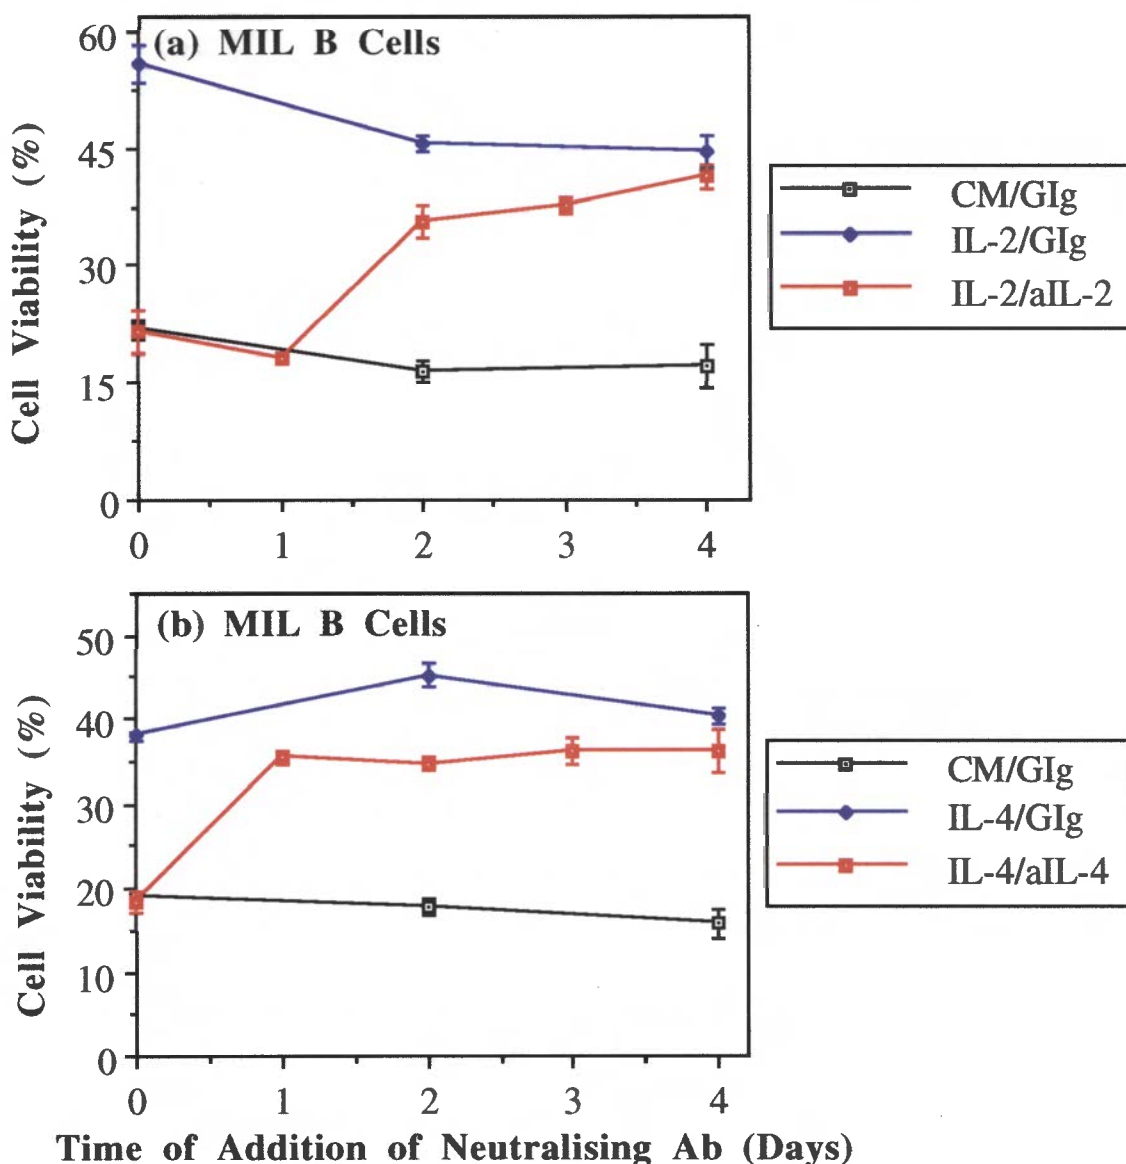 (a) MIL B Cells
Cell Viability (%)
60
45
30
15
0
0 1 2 3 4
CM/GIg
IL-2/GIg
IL-2/aIL-2
(b) MIL B Cells
Cell Viability (%)
50
40
30
20
10
0
0 1 2 3 4
CM/GIg
IL-4/GIg
IL-4/aIL-4
Time of Addition of Neutralising Ab (Days)